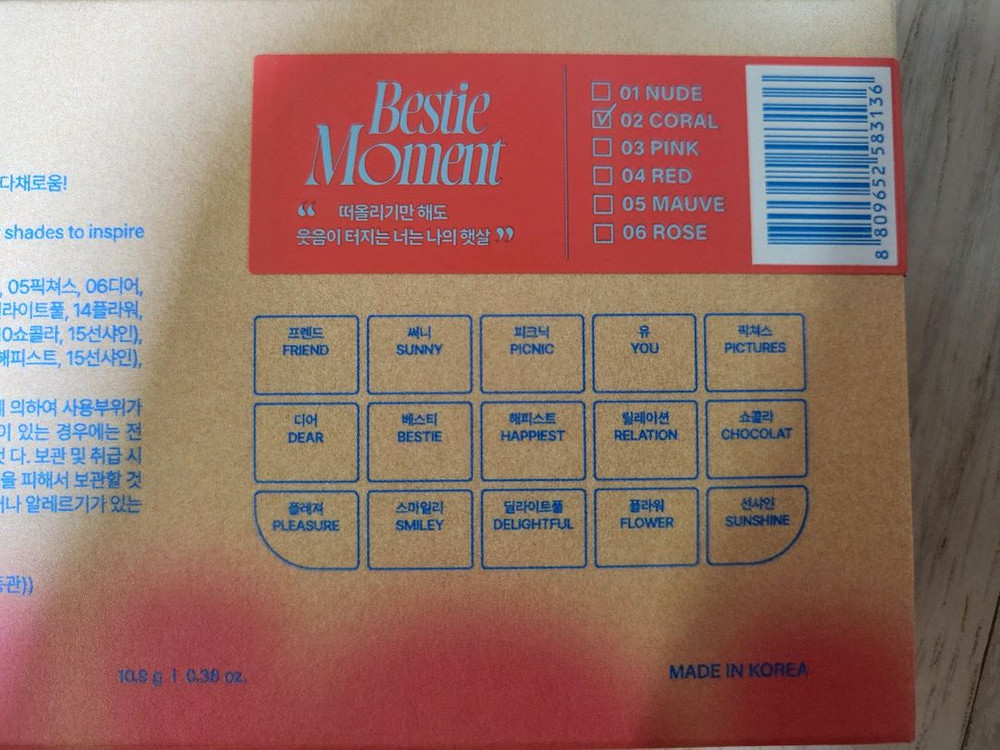 다채로움!
shades to inspire
, 05픽쳐스, 06디어,
라이트풀, 14플라워,
0쇼콜라, 15선샤인),
해피스트, 15선샤인),
의하여 사용부위가
이 있는 경우에는 전
것 다. 보관 및 취급 시
을 피해서 보관할 것
나 알레르기가 있는
관))
10.8 g | 0.38 oz.
Bestie
Moment
“ 떠올리기만 해도
웃음이 터지는 너는 나의 햇살 ”
01 NUDE
02 CORAL
03 PINK
04 RED
05 MAUVE
06 ROSE
8 809652 583136
프렌드 써니 피크닉 유 픽쳐스
FRIEND SUNNY PICNIC YOU PICTURES
디어 베스티 해피스트 릴레이션 쇼콜라
DEAR BESTIE HAPPIEST RELATION CHOCOLAT
플레져 스마일리 딜라이트풀 플라워 선샤인
PLEASURE SMILEY DELIGHTFUL FLOWER SUNSHINE
MADE IN KOREA